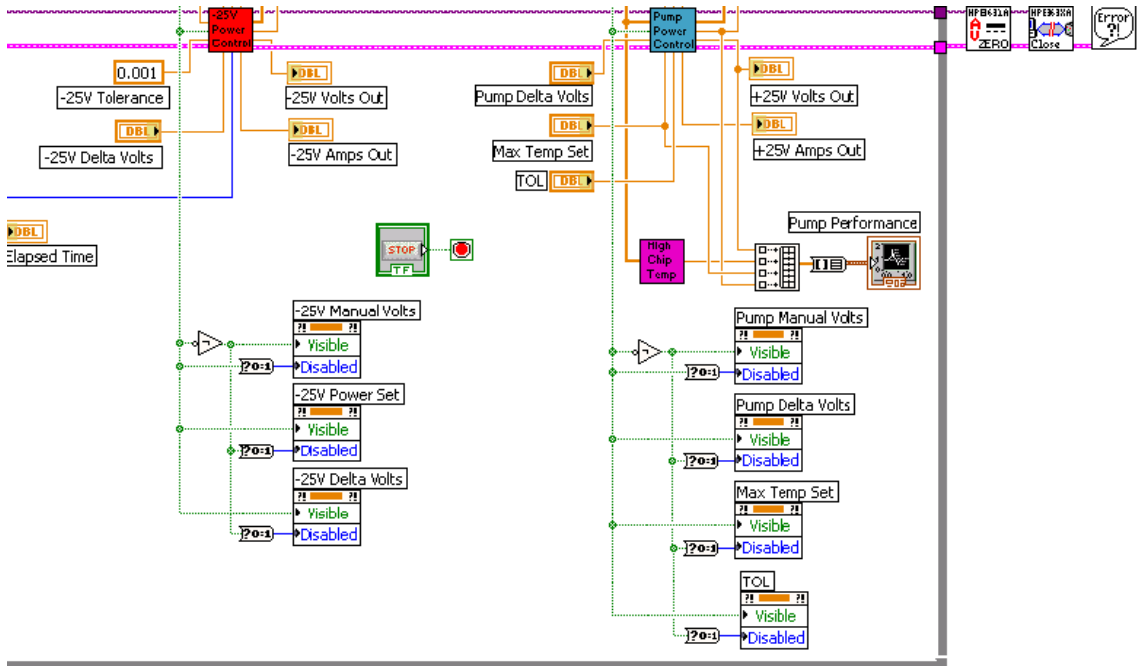 -25V
Power
Control
Pump
Power
Control
HPE3631A
ZERO
HPE363XA
Close
Error
?!
0.001
-25V Tolerance
DBL
-25V Volts Out
DBL
-25V Delta Volts
DBL
-25V Amps Out
DBL
Pump Delta Volts
DBL
+25V Volts Out
DBL
Max Temp Set
DBL
+25V Amps Out
TOL
DBL
DBL
Elapsed Time
STOP
TF
High
Chip
Temp
Pump Performance
-25V Manual Volts
?! ?!
Visible
?0:1
Disabled
-25V Power Set
?! ?!
Visible
?0:1
Disabled
-25V Delta Volts
?! ?!
Visible
?0:1
Disabled
Pump Manual Volts
?! ?!
Visible
?0:1
Disabled
Pump Delta Volts
?! ?!
Visible
?0:1
Disabled
Max Temp Set
?! ?!
Visible
?0:1
Disabled
TOL
?! ?!
Visible
?0:1
Disabled